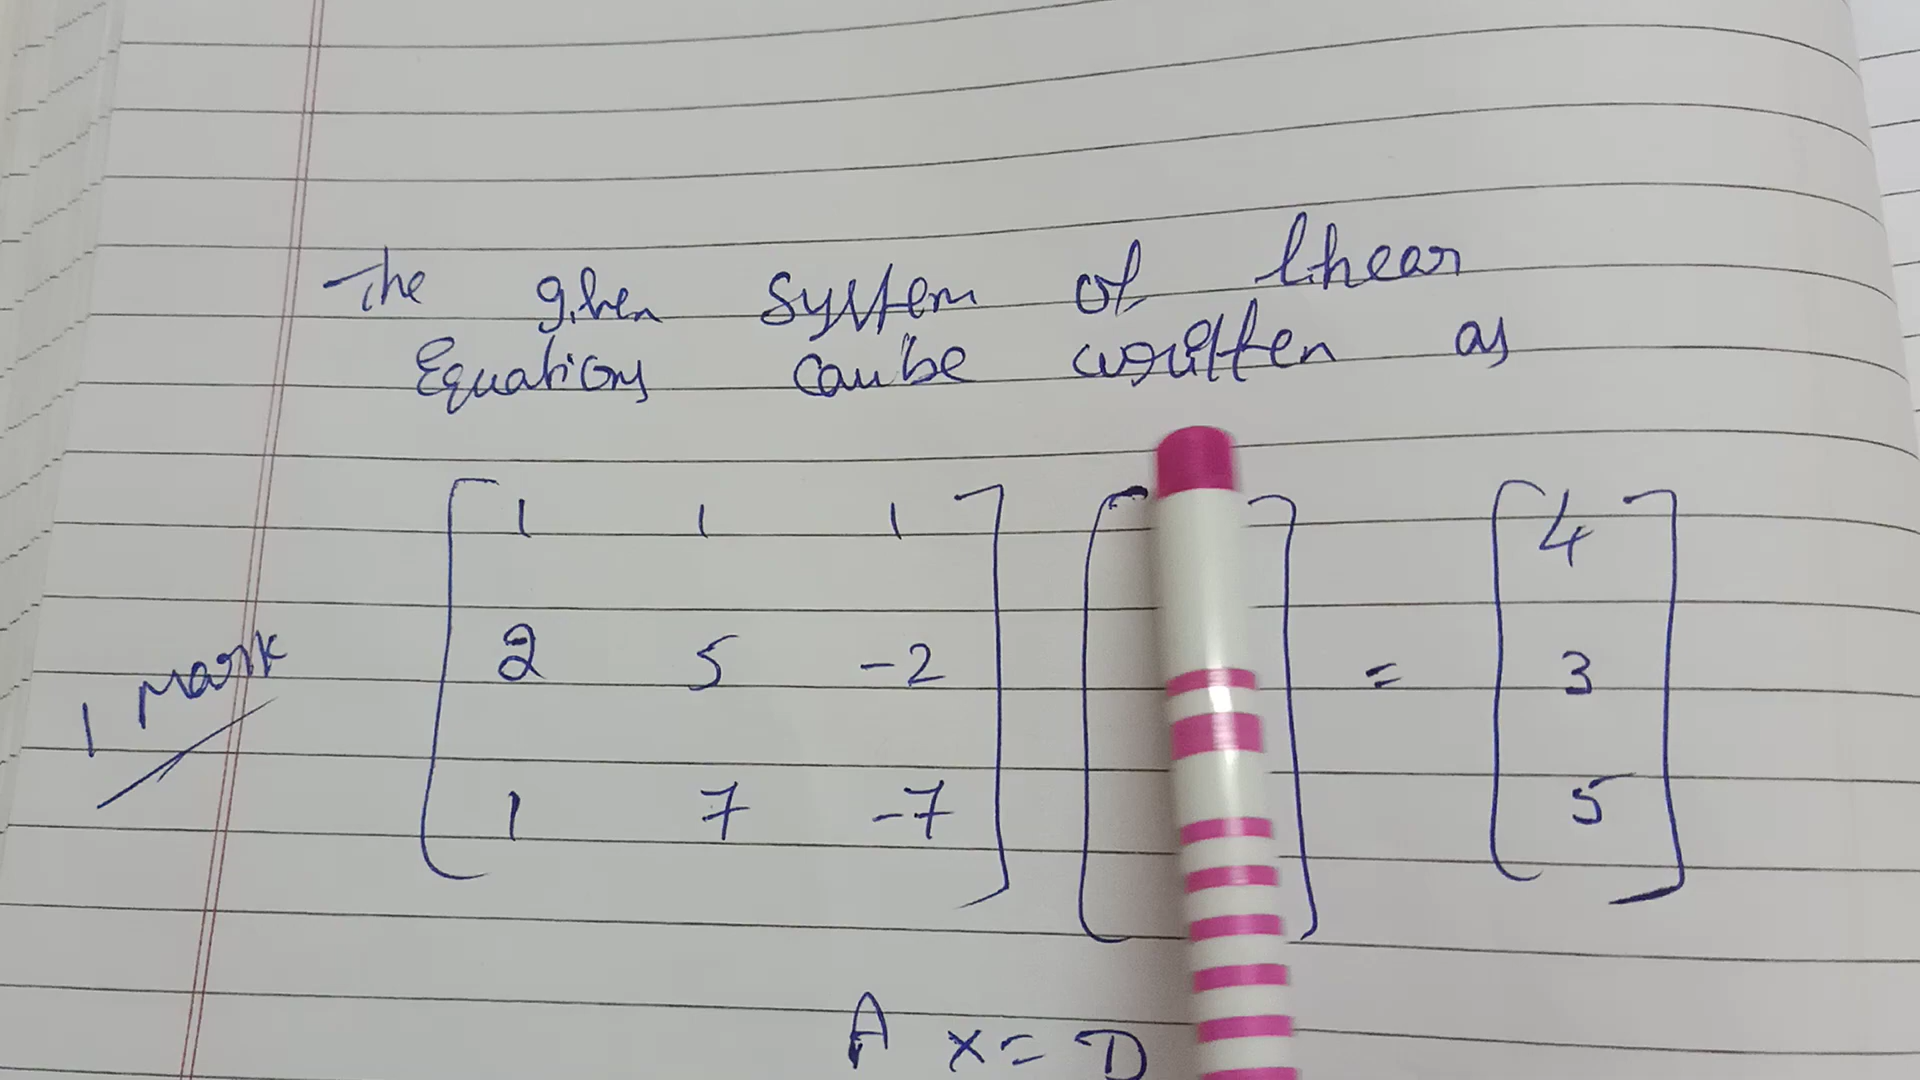 The given system of linear
Equations can be written as
1 1 1 4
2 5 -2 = 3
1 Mark
1 7 -7 5
A X = D